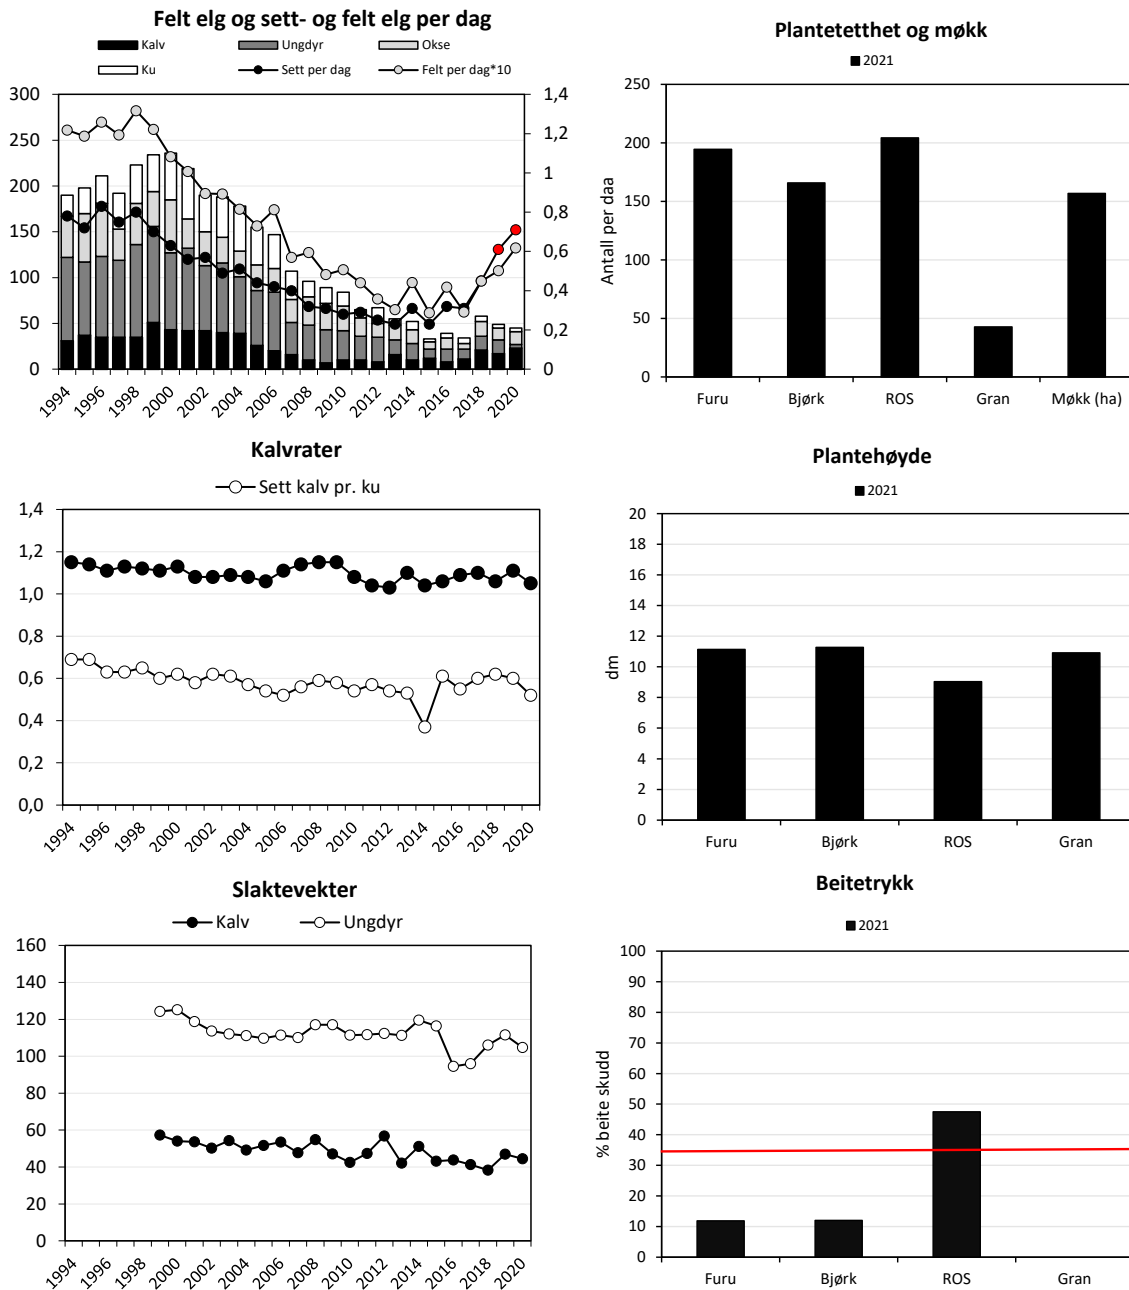 Felt elg og sett- og felt elg per dag
Kalv Ungdyr Okse
Ku Sett per dag Felt per dag*10
300 1,4
250 1,2
200 1
150 0,8
100 0,6
50 0,4
0 0,2
0
1994 1996 1998 2000 2002 2004 2006 2008 2010 2012 2014 2016 2018 2020
Plantetetthet og møkk
2021
250
200
150
100
50
0
Antall per daa
Furu Bjørk ROS Gran Møkk (ha)
Kalvrater
Sett kalv pr. ku
1,4
1,2
1,0
0,8
0,6
0,4
0,2
0,0
1994 1996 1998 2000 2002 2004 2006 2008 2010 2012 2014 2016 2018 2020
Plantehøyde
2021
20
18
16
14
12
10
8
6
4
2
0
dm
Furu Bjørk ROS Gran
Slaktevekter
Kalv Ungdyr
160
140
120
100
80
60
40
20
0
1994 1996 1998 2000 2002 2004 2006 2008 2010 2012 2014 2016 2018 2020
Beitetrykk
2021
100
90
80
70
60
50
40
30
20
10
0
% beite skudd
Furu Bjørk ROS Gran